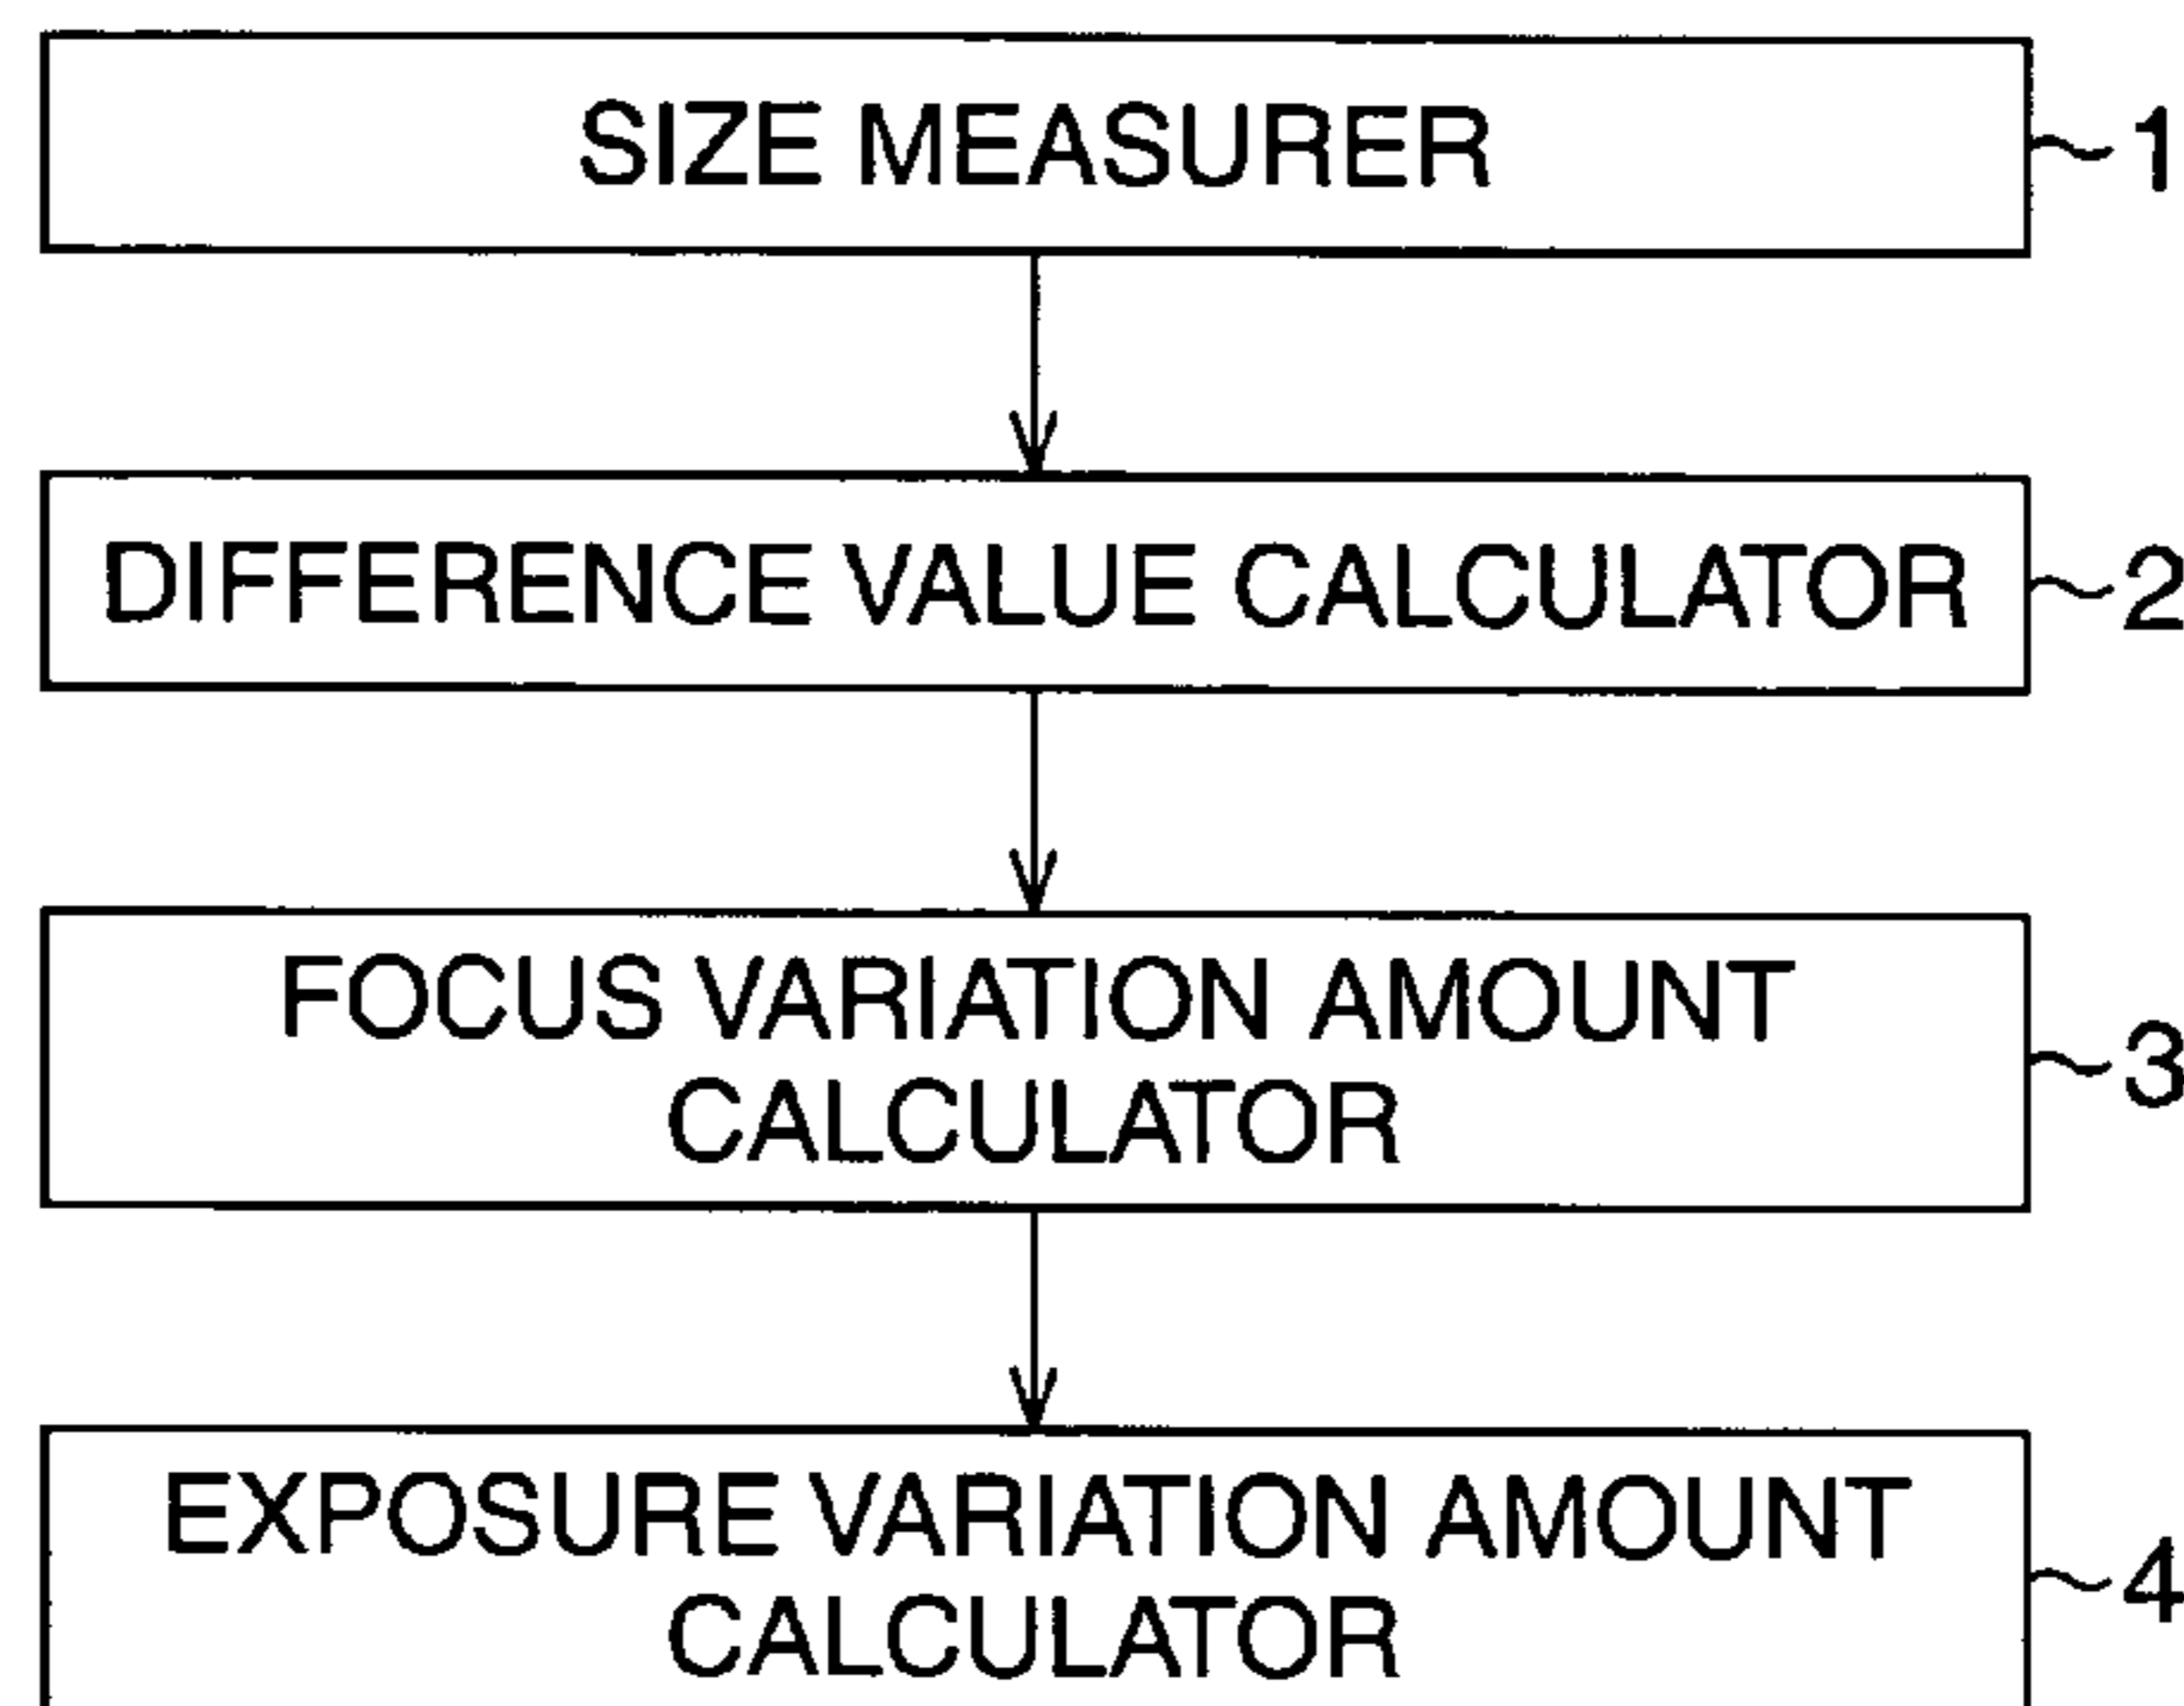 SIZE MEASURER
1
DIFFERENCE VALUE CALCULATOR
2
FOCUS VARIATION AMOUNT
CALCULATOR
3
EXPOSURE VARIATION AMOUNT
CALCULATOR
4